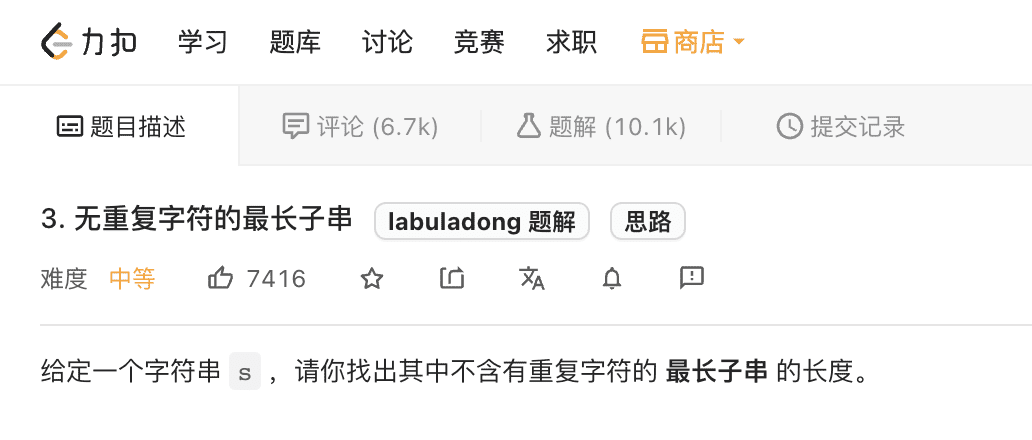 力扣 学习 题库 讨论 竞赛 求职 商店
题目描述 评论 (6.7k) 题解 (10.1k) 提交记录
3. 无重复字符的最长子串 labuladong 题解 思路
难度 中等 7416
给定一个字符串 s ，请你找出其中不含有重复字符的 最长子串 的长度。